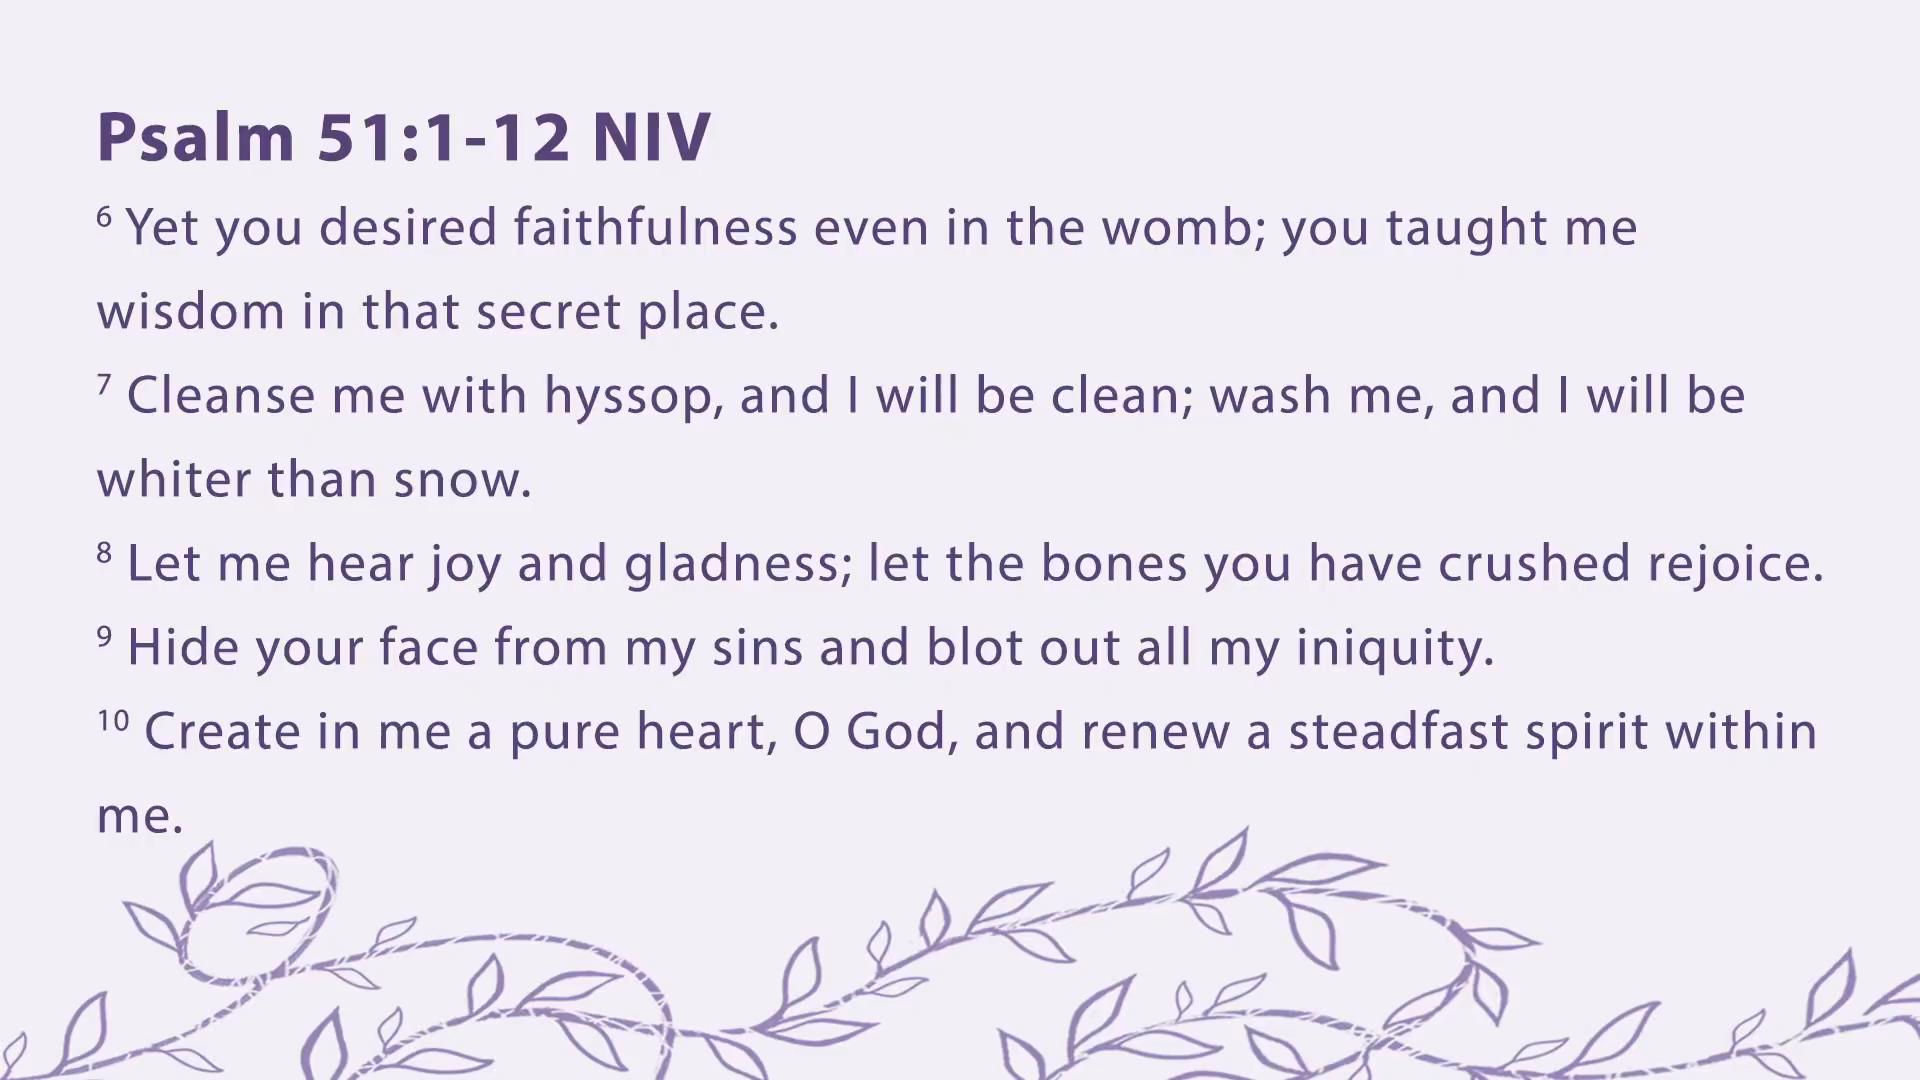 Psalm 51:1-12 NIV
6 Yet you desired faithfulness even in the womb; you taught me
wisdom in that secret place.
7 Cleanse me with hyssop, and I will be clean; wash me, and I will be
whiter than snow.
8 Let me hear joy and gladness; let the bones you have crushed rejoice.
9 Hide your face from my sins and blot out all my iniquity.
10 Create in me a pure heart, O God, and renew a steadfast spirit within
me.